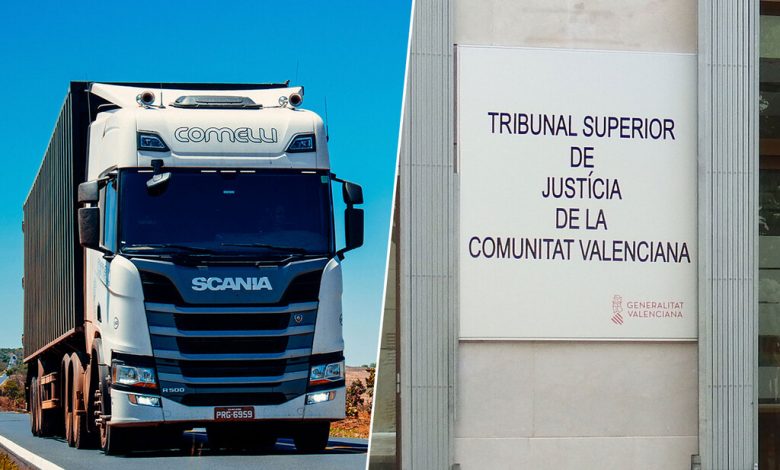 COMELLI
SCANIA
R500
PRG-6959
TRIBUNAL SUPERIOR
DE
JUSTÍCIA
DE LA
COMUNITAT VALENCIANA
GENERALITAT
VALENCIANA